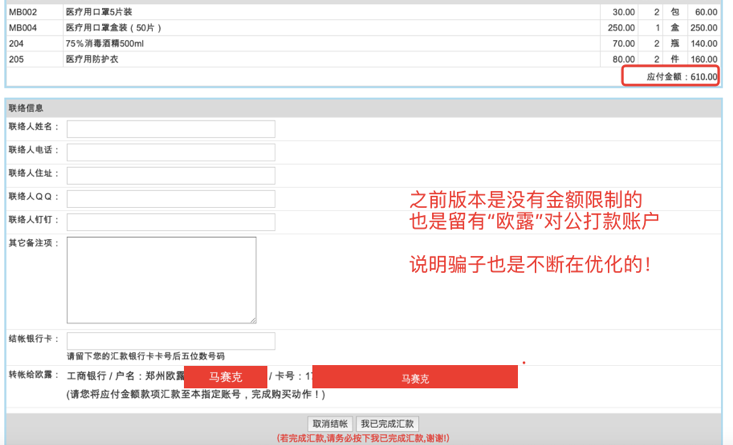 MB002 医疗用口罩5片装 30.00 2 包 60.00
MB004 医疗用口罩盒装（50片） 250.00 1 盒 250.00
204 75%消毒酒精500ml 70.00 2 瓶 140.00
205 医疗用防护衣 80.00 2 件 160.00
应付金额：610.00
联络信息
联络人姓名：
联络人电话：
联络人住址：
联络人QQ：
联络人钉钉：
之前版本是没有金额限制的
也是留有“欧露”对公打款账户
说明骗子也是不断在优化的！
其它备注项：
结帐银行卡：
请留下您的汇款银行卡卡号后五位数号码
转帐给欧露： 工商银行 / 户名：郑州欧露 马赛克 / 卡号：17 马赛克
(请您将应付金额款项汇款至本指定账号，完成购买动作！)
取消结帐 我已完成汇款
(若完成汇款,请务必按下我已完成汇款,谢谢!)